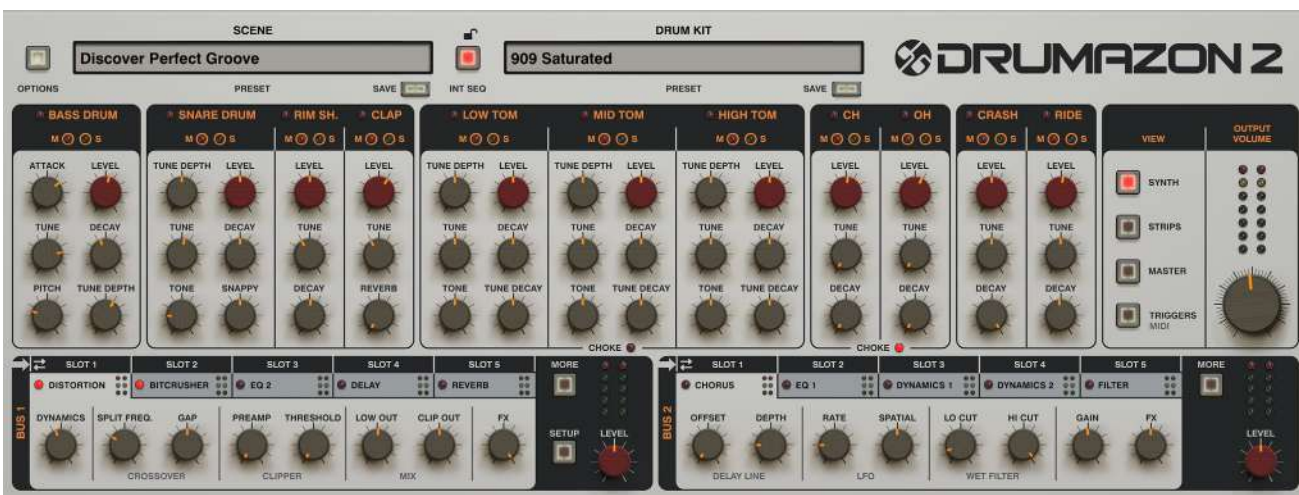 SCENE
DRUM KIT
Discover Perfect Groove
909 Saturated
DRUMAZON 2
OPTIONS PRESET SAVE INT SEQ PRESET SAVE
BASS DRUM SNARE DRUM RIM SH. CLAP LOW TOM MID TOM HIGH TOM CH OH CRASH RIDE
M S M S M S M S M S M S M S M S M S M S M S
VIEW
OUTPUT VOLUME
ATTACK LEVEL TUNE DEPTH LEVEL LEVEL LEVEL TUNE DEPTH LEVEL TUNE DEPTH LEVEL TUNE DEPTH LEVEL LEVEL LEVEL LEVEL LEVEL
SYNTH
TUNE DECAY TUNE DECAY TUNE TUNE TUNE DECAY TUNE DECAY TUNE DECAY TUNE TUNE TUNE TUNE
STRIPS
MASTER
PITCH TUNE DEPTH TONE SNAPPY DECAY REVERB TONE TUNE DECAY TONE TUNE DECAY TONE TUNE DECAY DECAY DECAY DECAY DECAY
TRIGGERS
MIDI
CHOKE CHOKE
SLOT 1 SLOT 2 SLOT 3 SLOT 4 SLOT 5 MORE
DISTORTION BITCRUSHER EQ 2 DELAY REVERB
BUS 1
DYNAMICS SPLIT FREQ. GAP PREAMP THRESHOLD LOW OUT CLIP OUT FX
SETUP LEVEL
CROSSOVER CLIPPER MIX
SLOT 1 SLOT 2 SLOT 3 SLOT 4 SLOT 5 MORE
CHORUS EQ 1 DYNAMICS 1 DYNAMICS 2 FILTER
BUS 2
OFFSET DEPTH RATE SPATIAL LO CUT HI CUT GAIN FX
LEVEL
DELAY LINE LFO WET FILTER